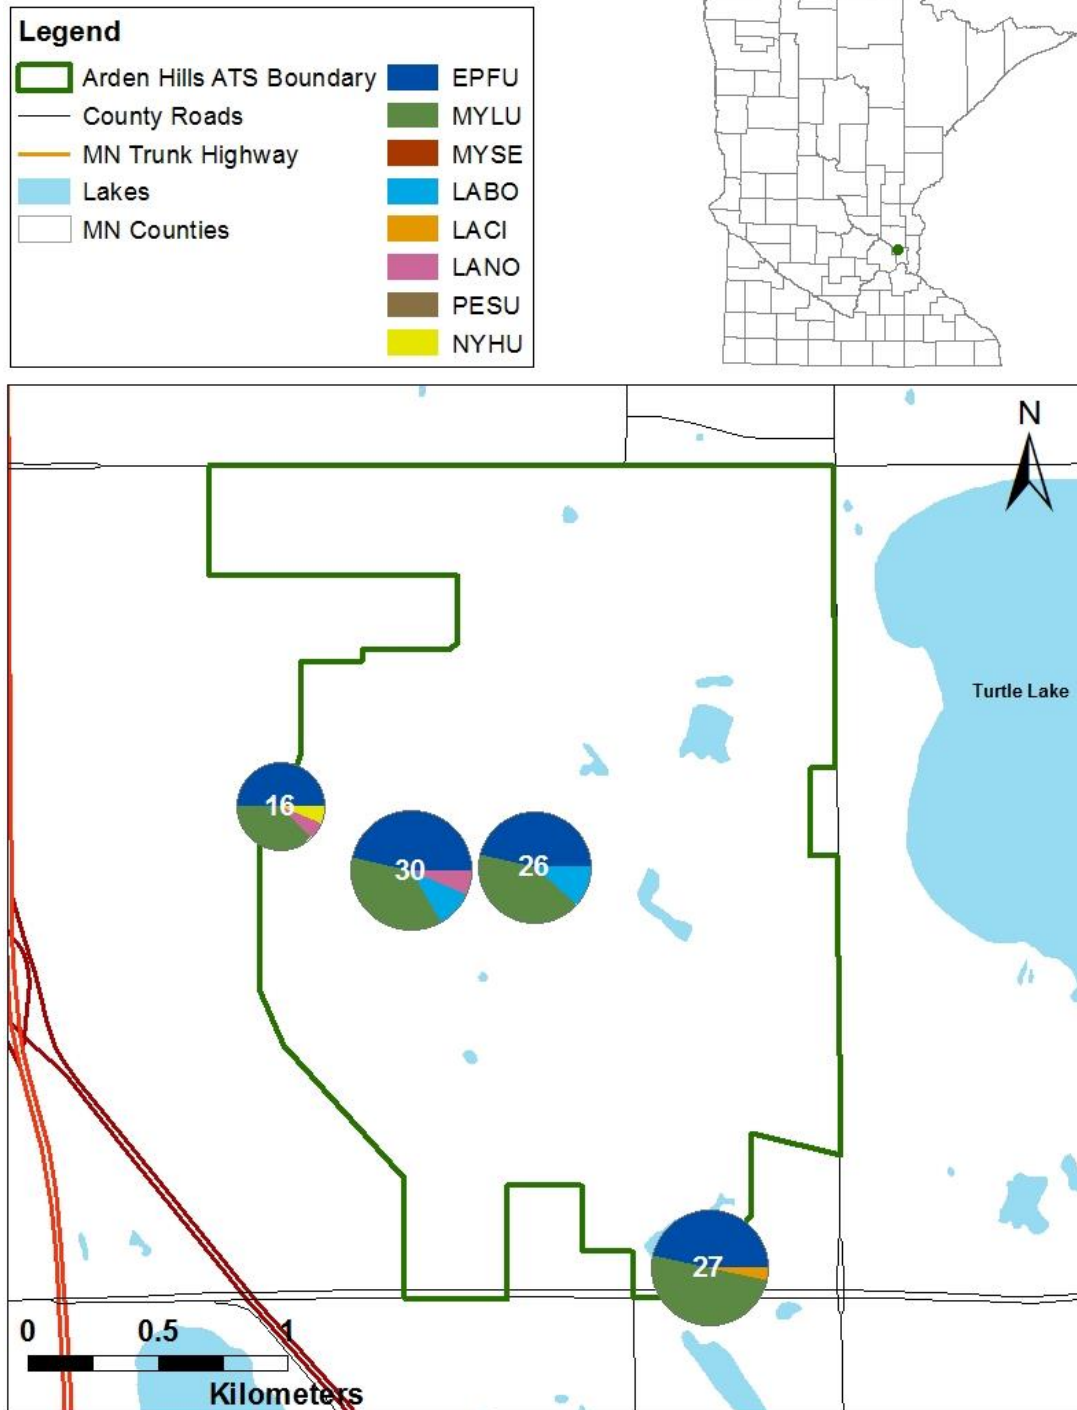 Legend
Arden Hills ATS Boundary
County Roads
MN Trunk Highway
Lakes
MN Counties
EPFU
MYLU
MYSE
LABO
LACI
LANO
PESU
NYHU
N
Turtle Lake
16
30
26
27
0 0.5 1
Kilometers